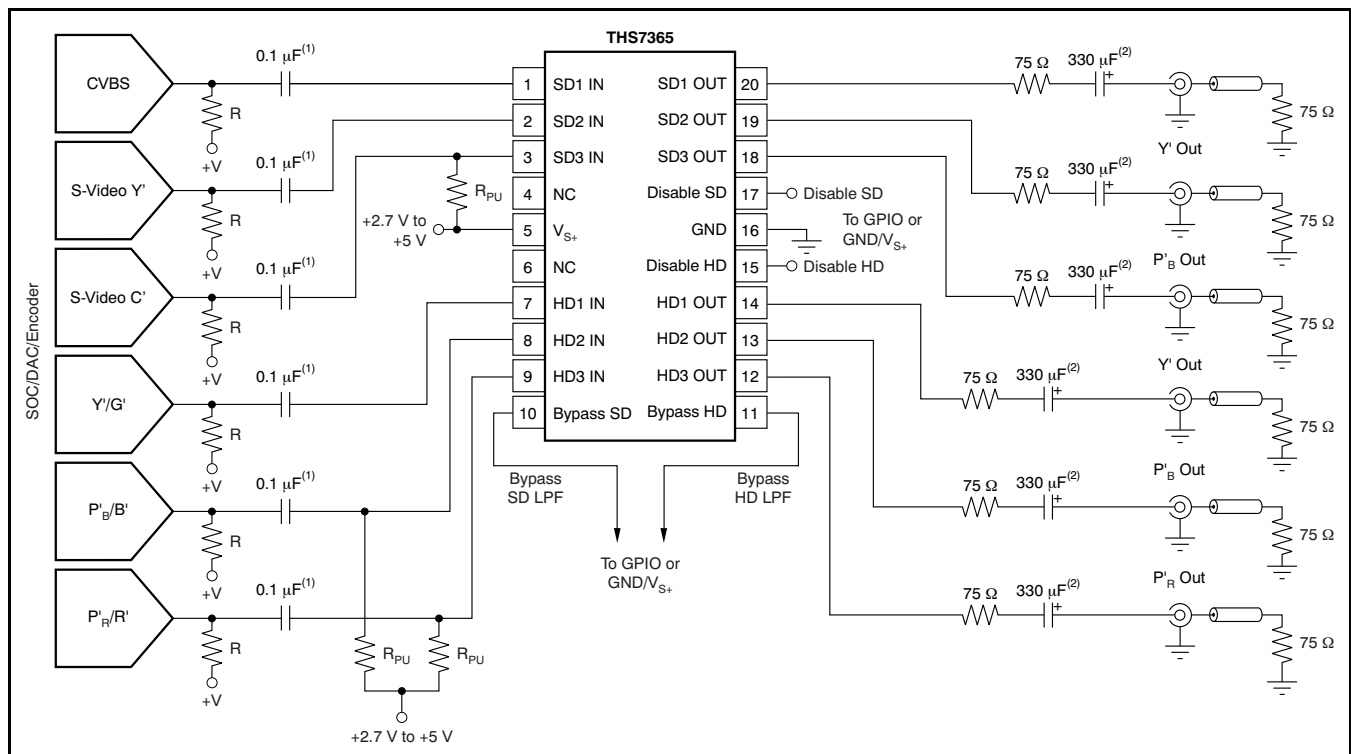 THS7365
SOC/DAC/Encoder
CVBS
0.1 μF(1)
R
+V
S-Video Y'
0.1 μF(1)
R
+V
S-Video C'
0.1 μF(1)
R
+V
Y'/G'
0.1 μF(1)
R
+V
P'B/B'
0.1 μF(1)
R
+V
P'R/R'
0.1 μF(1)
R
+V
RPU
+2.7 V to
+5 V
RPU
RPU
+2.7 V to +5 V
1 SD1 IN
2 SD2 IN
3 SD3 IN
4 NC
5 VS+
6 NC
7 HD1 IN
8 HD2 IN
9 HD3 IN
10 Bypass SD
SD1 OUT 20
SD2 OUT 19
SD3 OUT 18
Disable SD 17
GND 16
Disable HD 15
HD1 OUT 14
HD2 OUT 13
HD3 OUT 12
Bypass HD 11
Disable SD
To GPIO or
GND/VS+
Disable HD
Bypass
SD LPF
Bypass
HD LPF
To GPIO or
GND/VS+
75 Ω
330 μF(2)
+
75 Ω
Y' Out
75 Ω
330 μF(2)
+
75 Ω
P'B Out
75 Ω
330 μF(2)
+
75 Ω
Y' Out
75 Ω
330 μF(2)
+
75 Ω
P'B Out
75 Ω
330 μF(2)
+
75 Ω
P'R Out
75 Ω
330 μF(2)
+
75 Ω